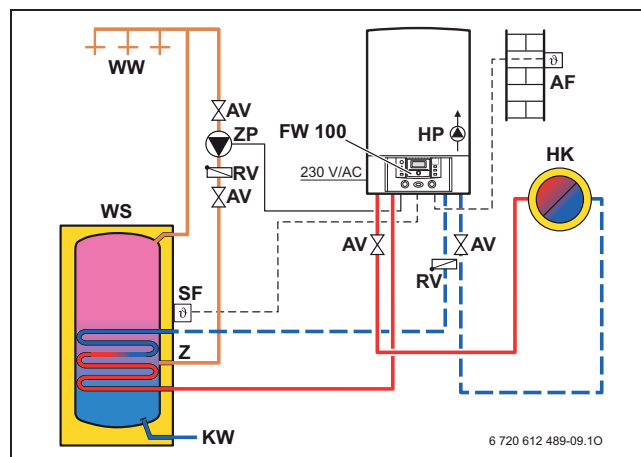 WW
AV
ZP
RV
AV
FW 100
HP
230 V/AC
ϑ
AF
HK
WS
AV
AV
RV
SF
ϑ
Z
KW
6 720 612 489-09.1O